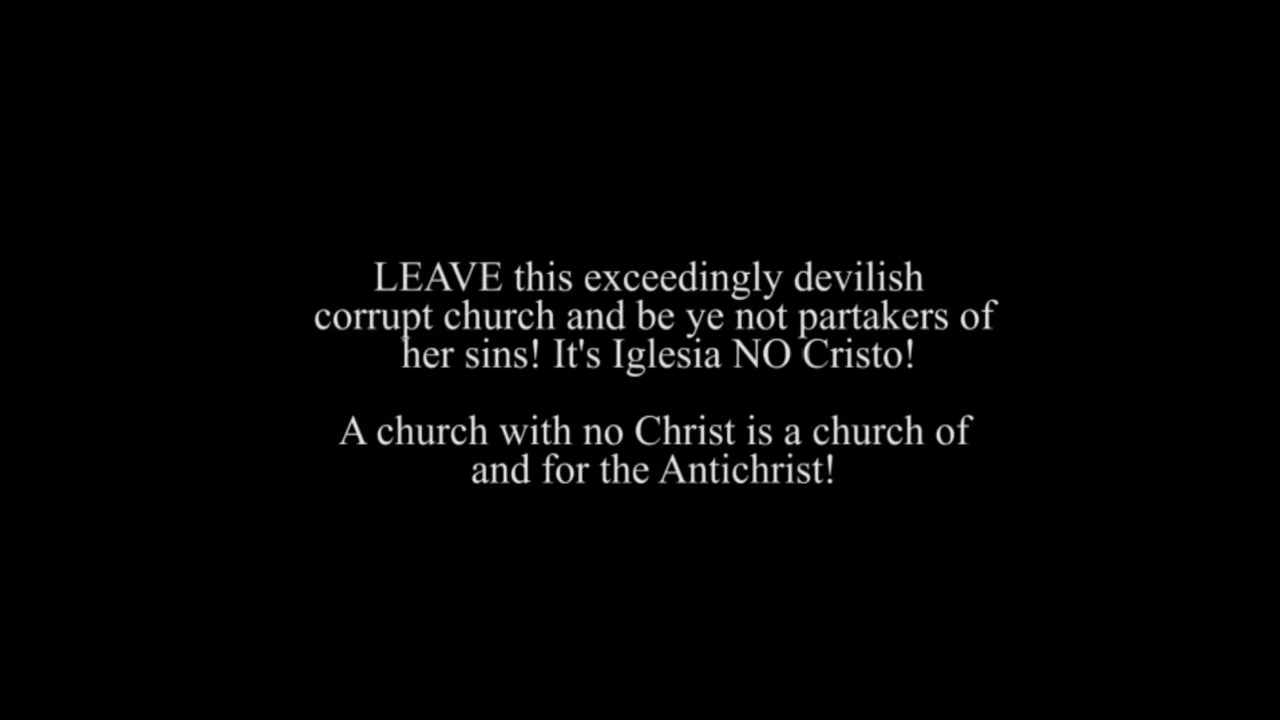 LEAVE this exceedingly devilish
corrupt church and be ye not partakers of
her sins! It's Iglesia NO Cristo!
A church with no Christ is a church of
and for the Antichrist!